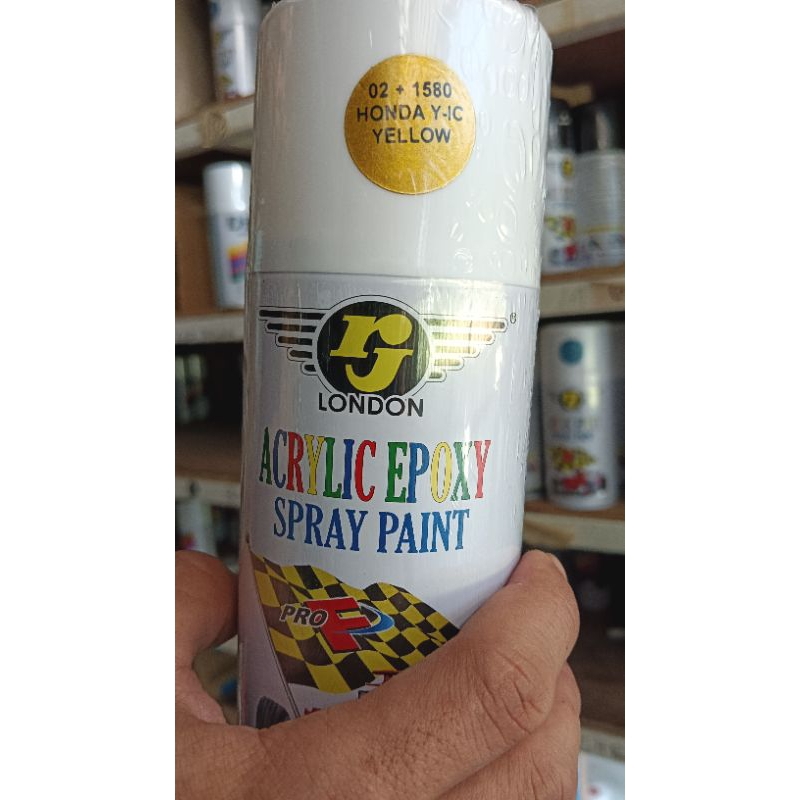 02 + 1580
HONDA Y-IC
YELLOW
rj
®
LONDON
ACRYLIC EPOXY
SPRAY PAINT
PRO F